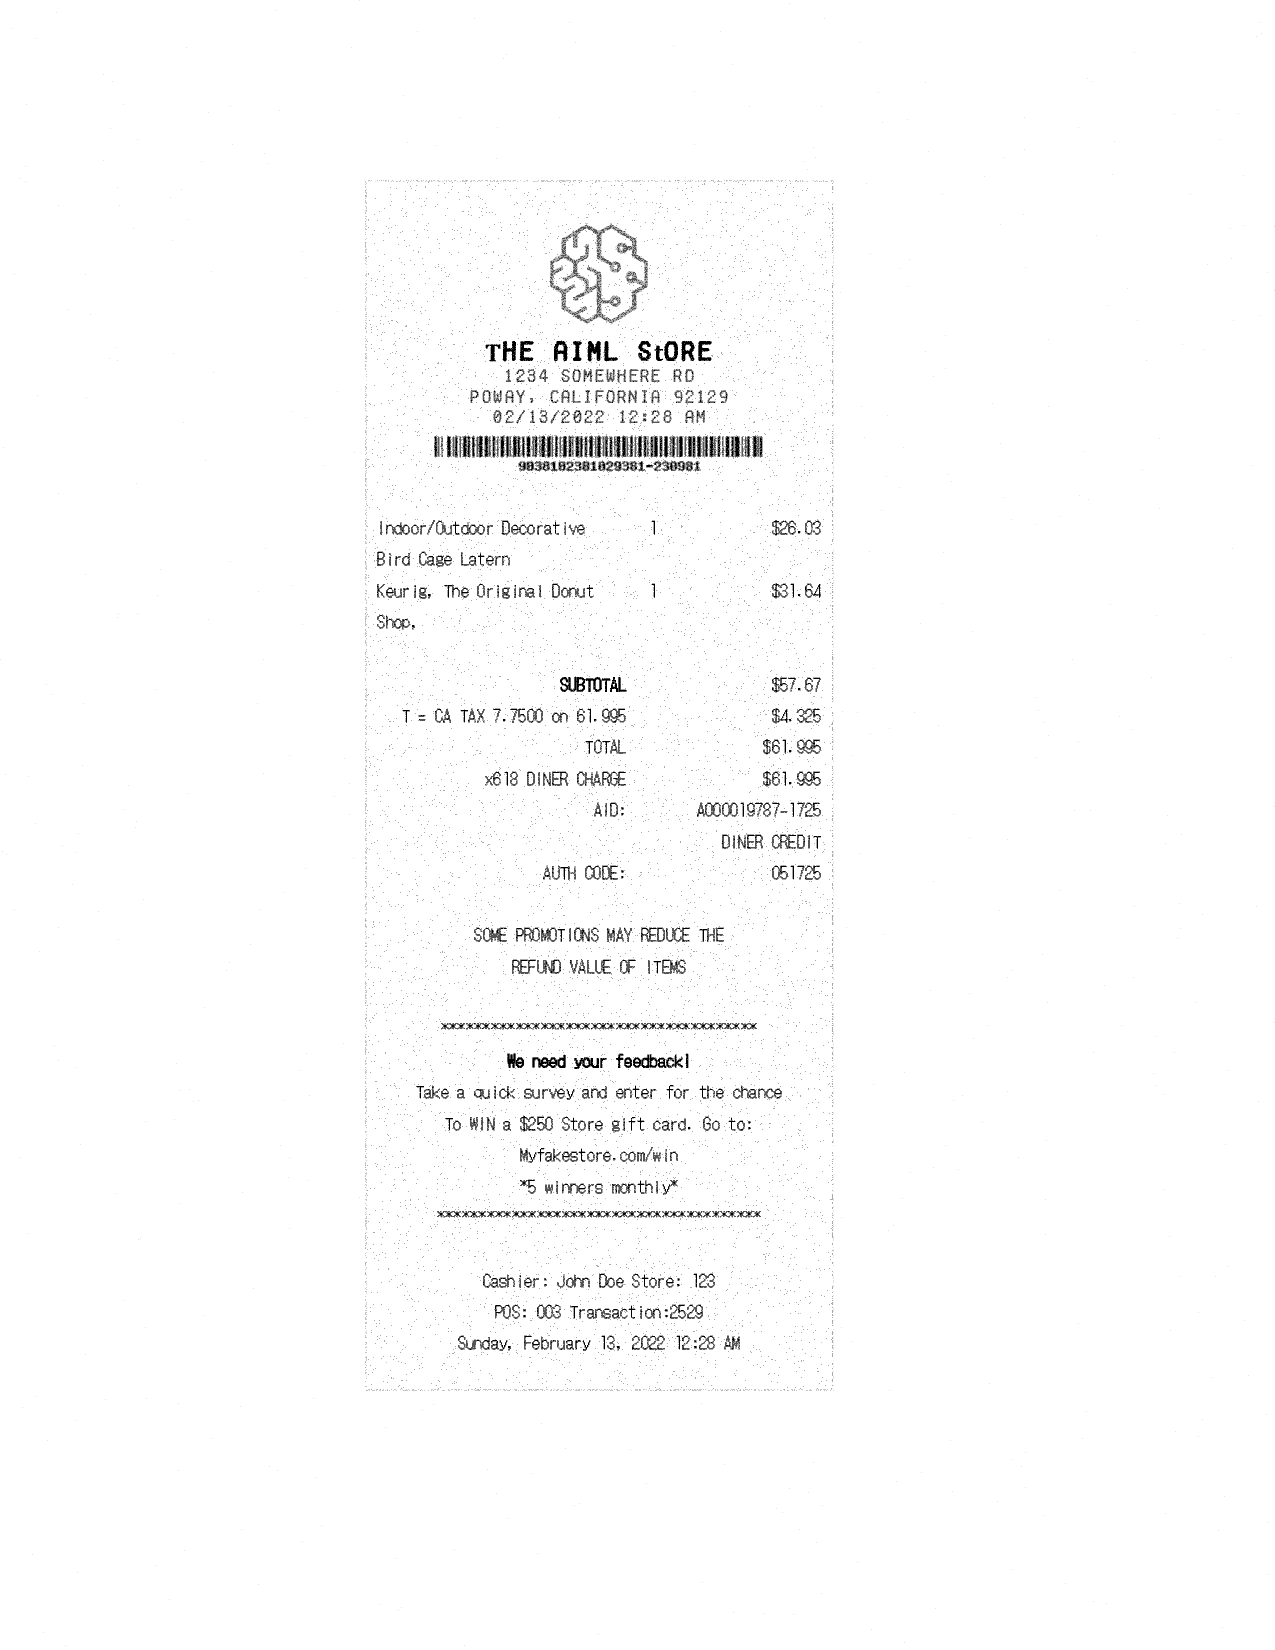 THE AIML StORE
1234 SOMEWHERE RD
POWAY, CALIFORNIA 92129
02/13/2022 12:28 AM
9838102381029381-230981
Indoor/Outdoor Decorative 1 $26.03
Bird Cage Latern
Keurig, The Original Donut 1 $31.64
Shop,
SUBTOTAL $57.67
T = CA TAX 7.7500 on 61.995 $4.325
TOTAL $61.995
x618 DINER CHARGE $61.995
AID: A000019787-1725
DINER CREDIT
AUTH CODE: 051725
SOME PROMOTIONS MAY REDUCE THE
REFUND VALUE OF ITEMS
**************************************
We need your feedback!
Take a quick survey and enter for the chance
To WIN a $250 Store gift card. Go to:
Myfakestore.com/win
*5 winners monthly*
***************************************
Cashier: John Doe Store: 123
POS: 003 Transaction:2529
Sunday, February 13, 2022 12:28 AM